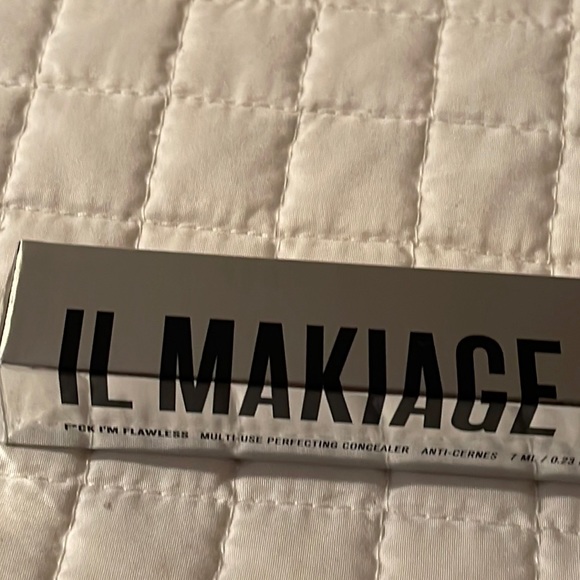 IL MAKIAGE
F*CK I'M FLAWLESS MULTI-USE PERFECTING CONCEALER ANTI-CERNES 7 ML / 0.23